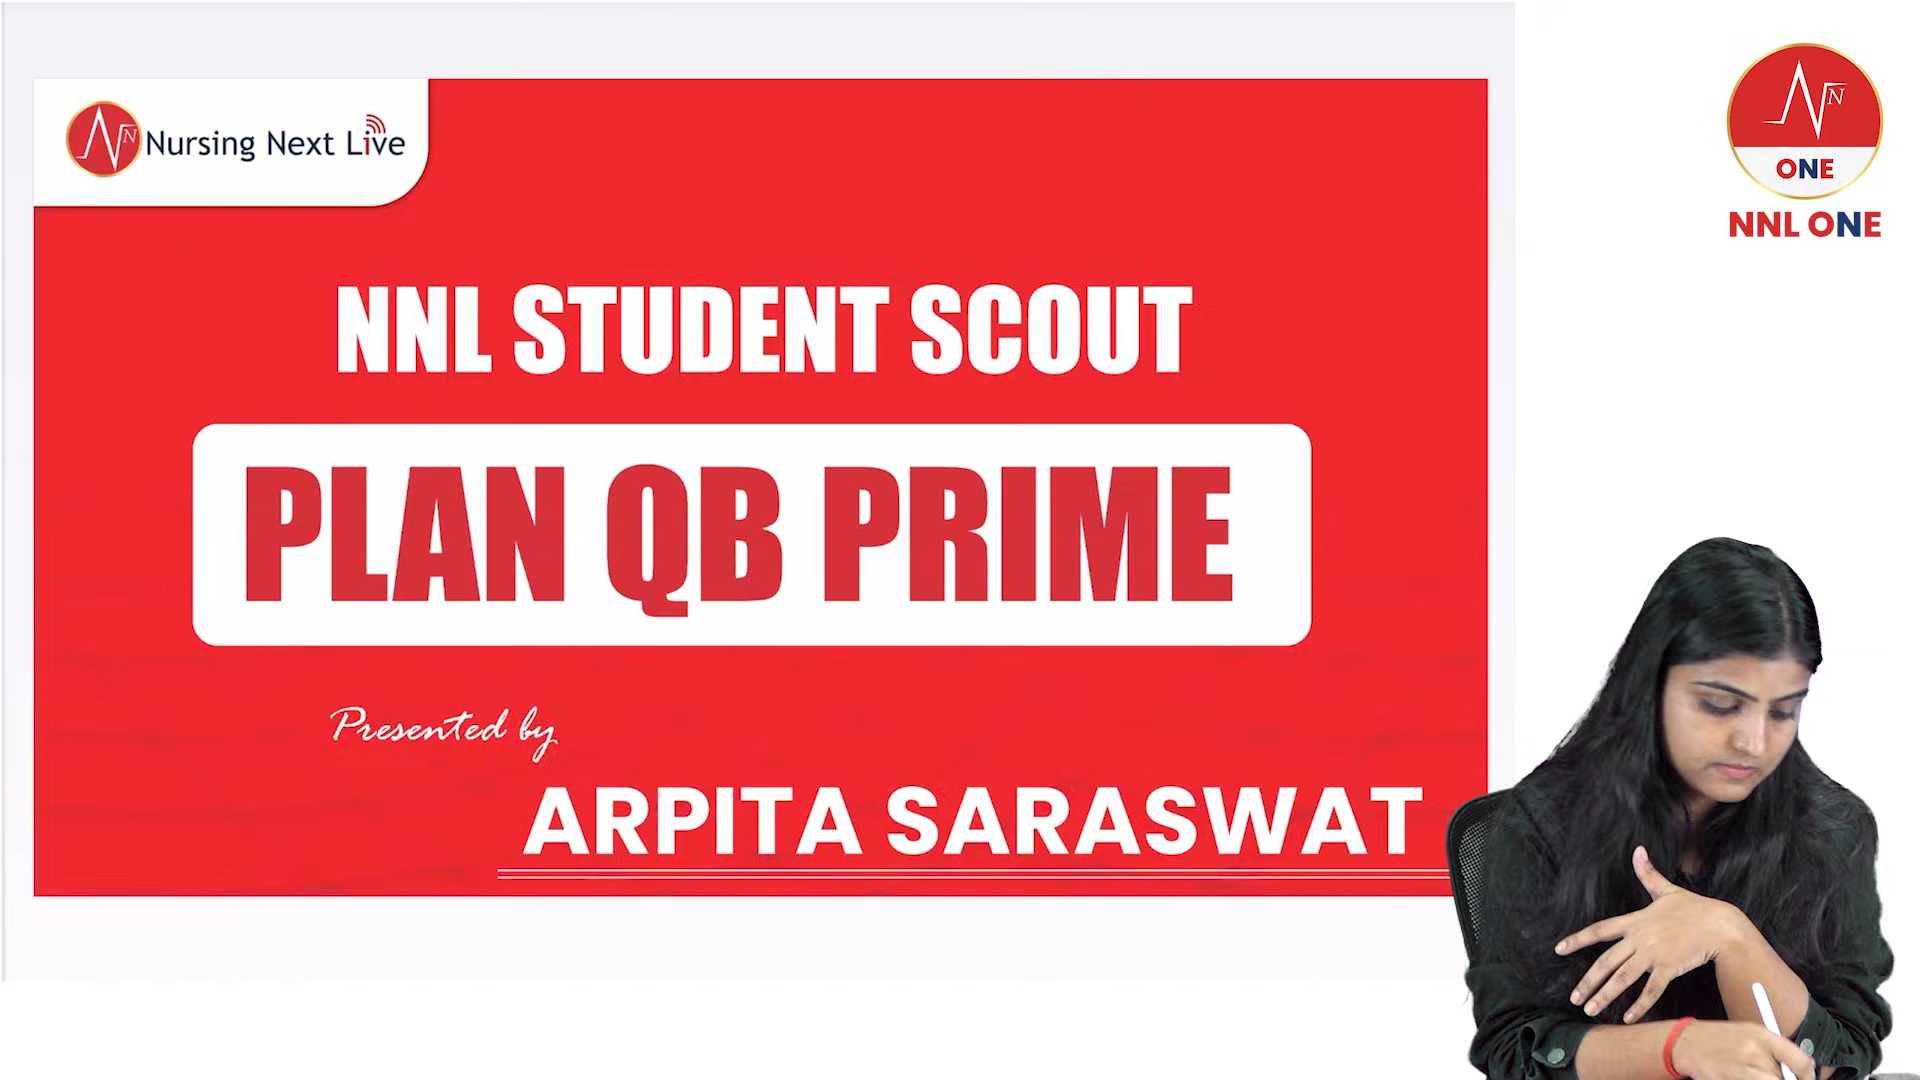 Nursing Next Live
NNL STUDENT SCOUT
PLAN QB PRIME
Presented by
ARPITA SARASWAT
N
ONE
NNL ONE